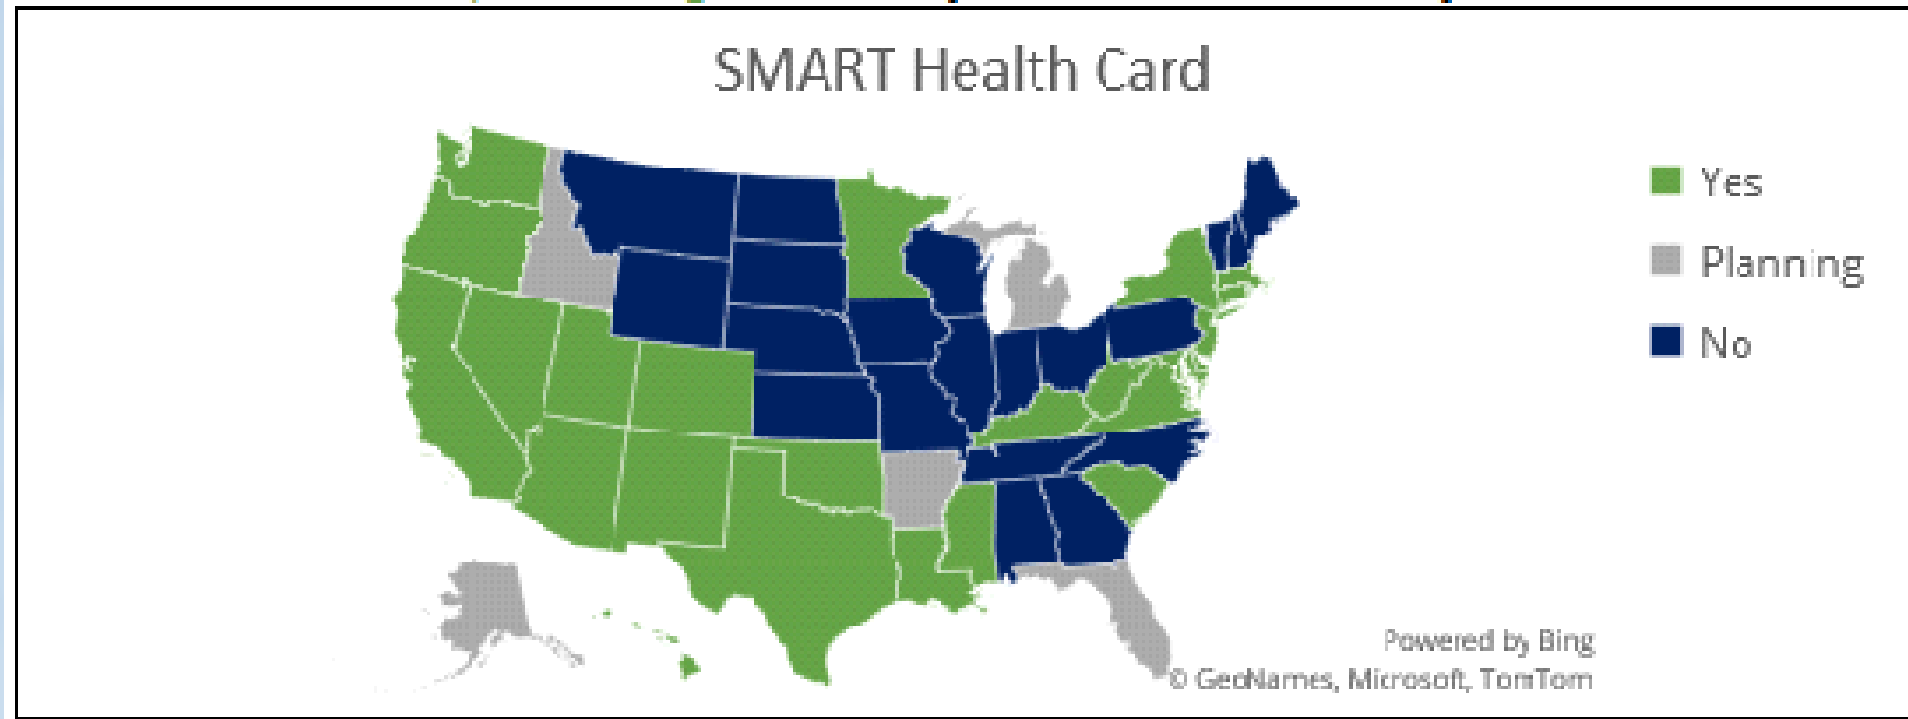 SMART Health Card
Yes
Planning
No
Powered by Bing
© GeoNames, Microsoft, TomTom